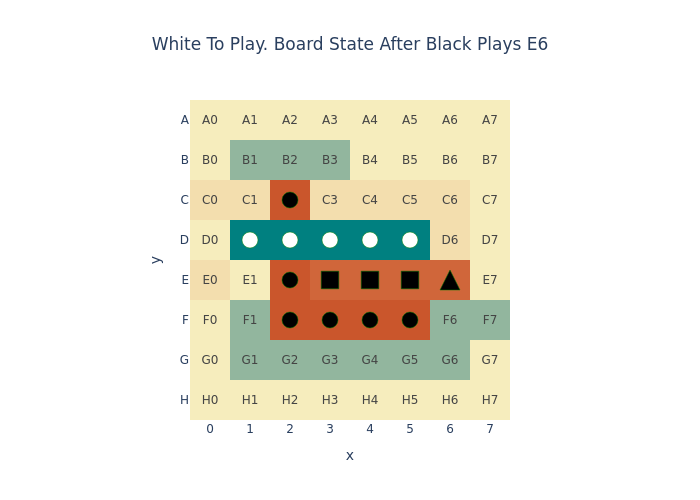 White To Play. Board State After Black Plays E6
A A0 A1 A2 A3 A4 A5 A6 A7
B B0 B1 B2 B3 B4 B5 B6 B7
C C0 C1 C3 C4 C5 C6 C7
D D0 D6 D7
E E0 E1 E7
F F0 F1 F6 F7
G G0 G1 G2 G3 G4 G5 G6 G7
H H0 H1 H2 H3 H4 H5 H6 H7
0 1 2 3 4 5 6 7
x
y